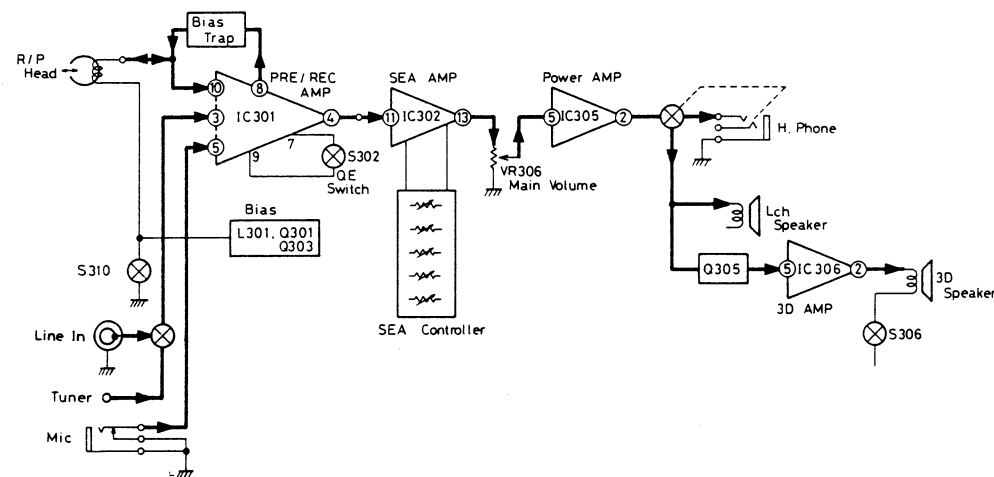 Bias
Trap
R/P
Head
PRE/REC
AMP
10
8
3
IC301
4
5
9
7
S302
QE
Switch
SEA AMP
11
IC302
13
VR306
Main Volume
Power AMP
5
IC305
2
H. Phone
Bias
L301, Q301
Q303
S310
SEA Controller
Lch
Speaker
Q305
5
IC306
2
3D AMP
3D
Speaker
S306
Line In
Tuner
Mic